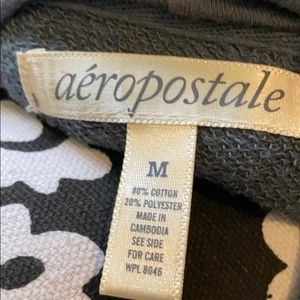 aéropostale
M
80% COTTON
20% POLYESTER
MADE IN
CAMBODIA
SEE SIDE
FOR CARE
WPL 8046